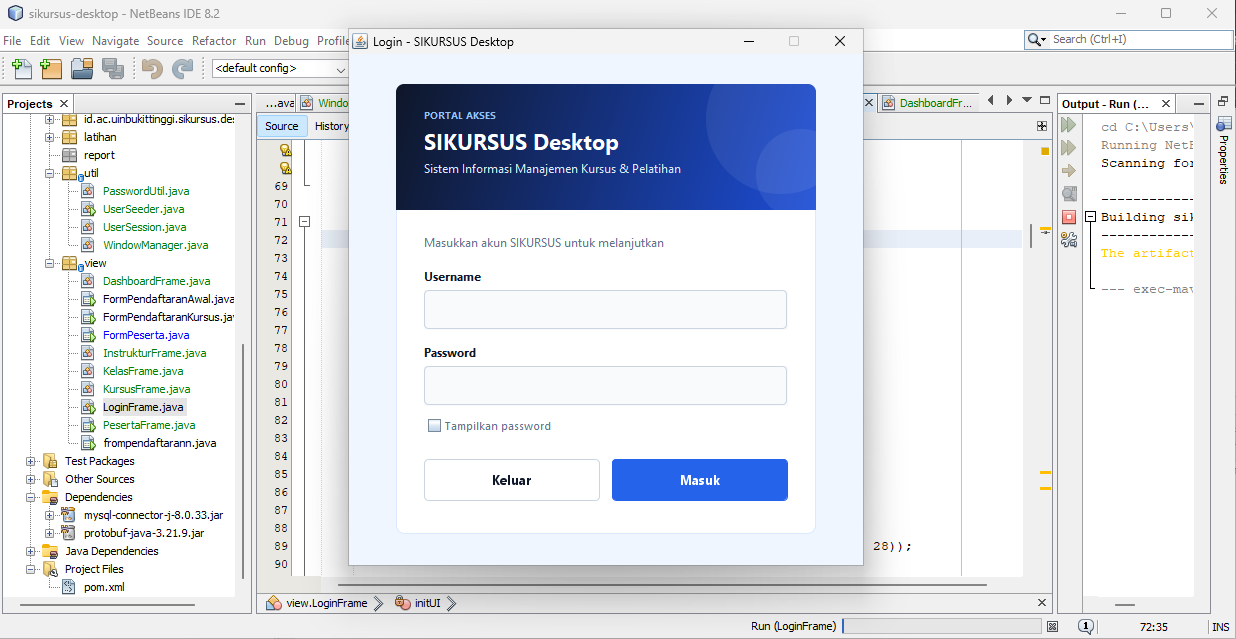 sikursus-desktop - NetBeans IDE 8.2
File Edit View Navigate Source Refactor Run Debug Profile
Search (Ctrl+I)
<default config>
Projects
id.ac.uinbukittinggi.sikursus.des
latihan
report
util
PasswordUtil.java
UserSeeder.java
UserSession.java
WindowManager.java
view
DashboardFrame.java
FormPendaftaranAwal.java
FormPendaftaranKursus.jav
FormPeserta.java
InstrukturFrame.java
KelasFrame.java
KursusFrame.java
LoginFrame.java
PesertaFrame.java
frompendaftarann.java
Test Packages
Other Sources
Dependencies
mysql-connector-j-8.0.33.jar
protobuf-java-3.21.9.jar
Java Dependencies
Project Files
pom.xml
...ava
Windo
DashboardFr...
Source History
69
70
71
72
73
74
75
76
77
78
79
80
81
82
83
84
85
86
87
88
89
90
28));
view.LoginFrame
initUI
Login - SIKURSUS Desktop
PORTAL AKSES
SIKURSUS Desktop
Sistem Informasi Manajemen Kursus & Pelatihan
Masukkan akun SIKURSUS untuk melanjutkan
Username
Password
Tampilkan password
Keluar
Masuk
Output - Run (...
cd C:\Users\
Running NetB
Scanning for
------------
Building sik
------------
The artifact
--- exec-mav
Properties
Run (LoginFrame)
1
72:35
INS